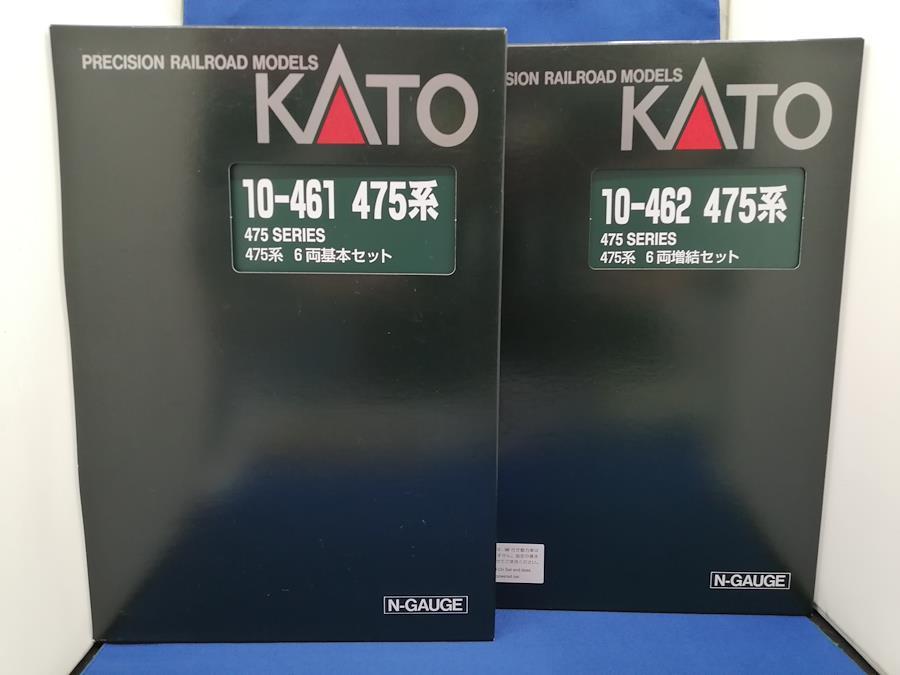 PRECISION RAILROAD MODELS
KATO
10-461 475系
475 SERIES
475系 6両基本セット
N-GAUGE
SION RAILROAD MODELS
KATO
10-462 475系
475 SERIES
475系 6両増結セット
N-GAUGE